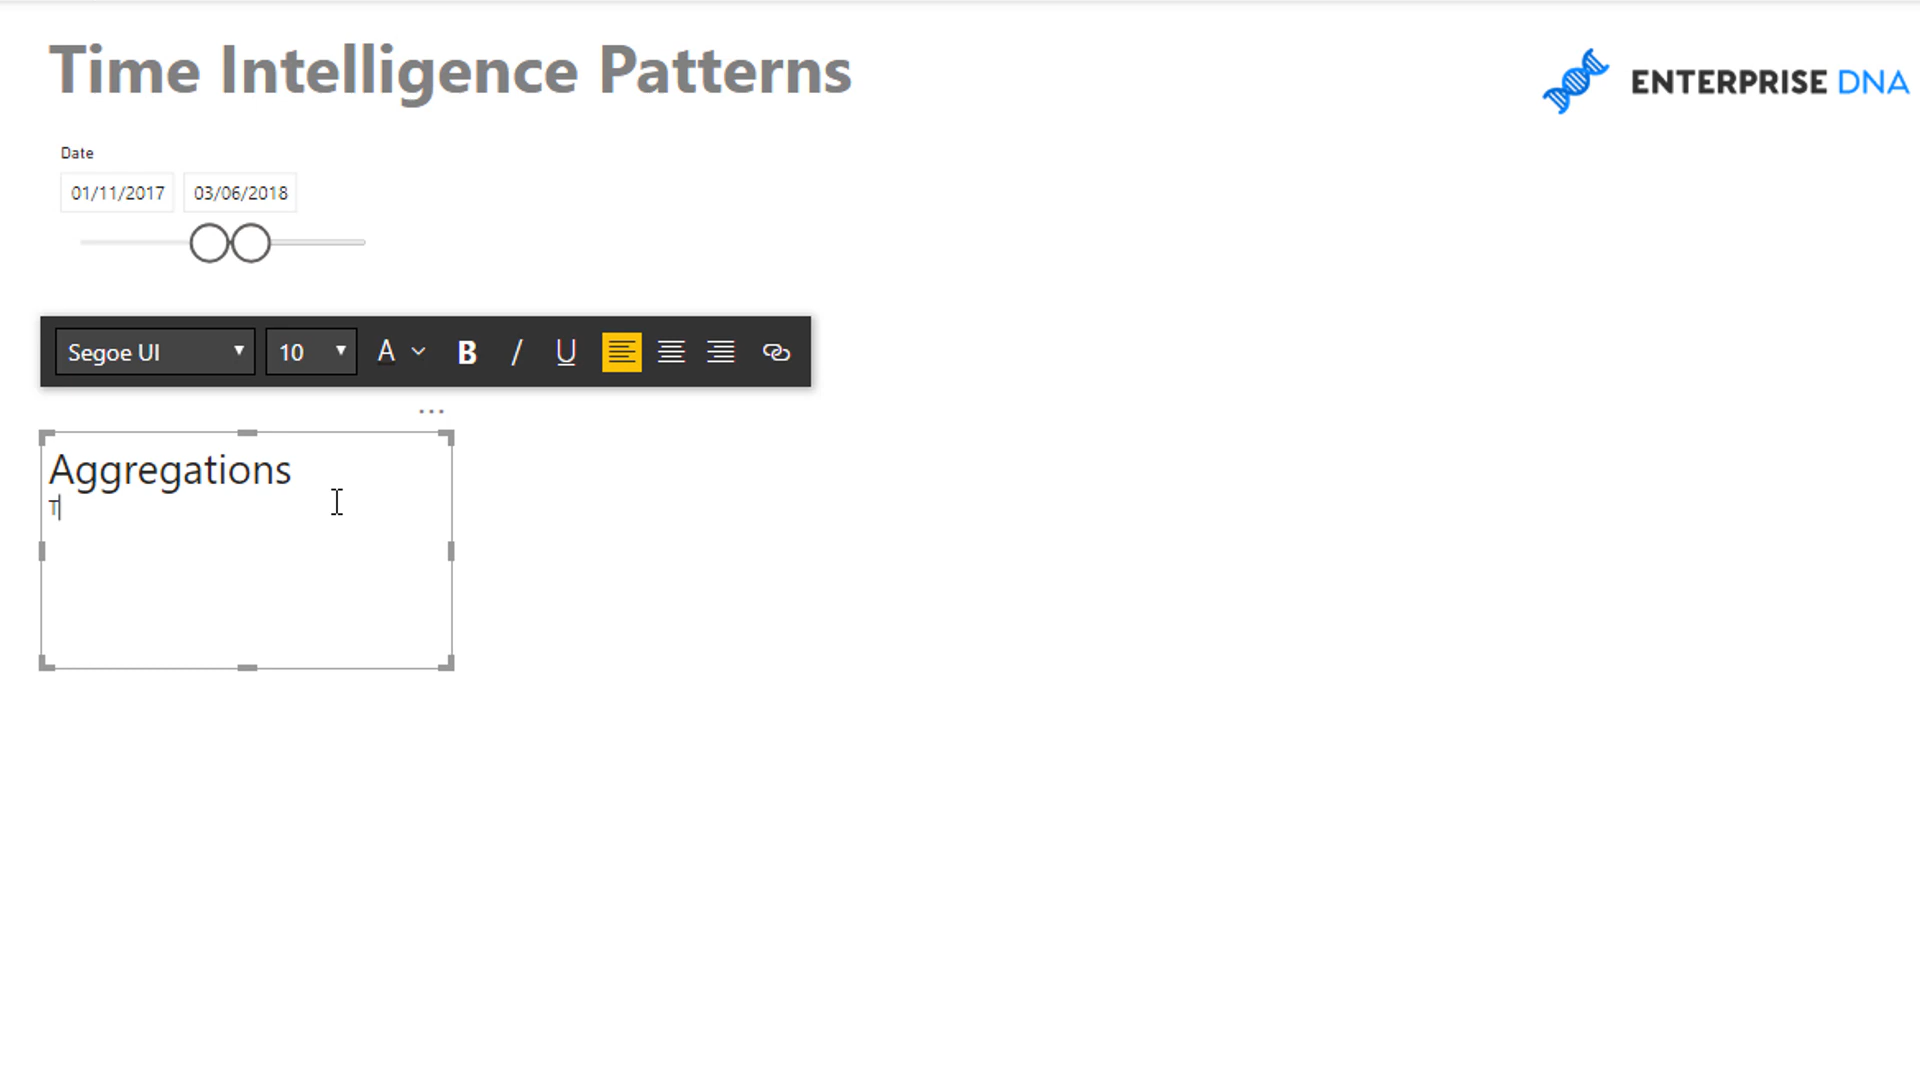 Time Intelligence Patterns
ENTERPRISE DNA
Date
01/11/2017 03/06/2018
Segoe UI 10 A B / U
Aggregations
T